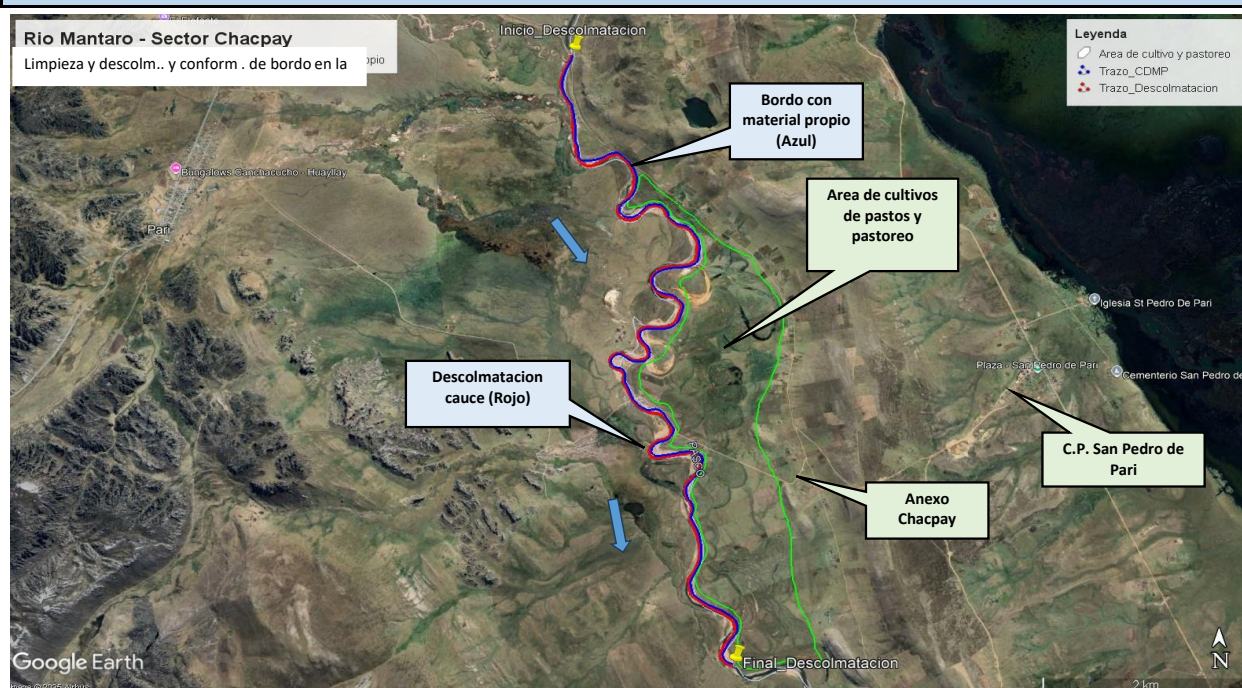 Rio Mantaro - Sector Chacpay
Limpieza y descolm.. y conform . de bordo en la
opio
Inicio_Descolmatacion
Leyenda
Area de cultivo y pastoreo
Trazo_CDMP
Trazo_Descolmatacion
Bordo con
material propio
(Azul)
Bungalows Canchacucho - Huayllay
Pari
Area de cultivos
de pastos y
pastoreo
Iglesia St Pedro De Pari
Plaza - San Pedro de Pari
Cementerio San Pedro de
Descolmatacion
cauce (Rojo)
PASCO
C.P. San Pedro de
Pari
Anexo
Chacpay
Final_Descolmatacion
Google Earth
2 km
N